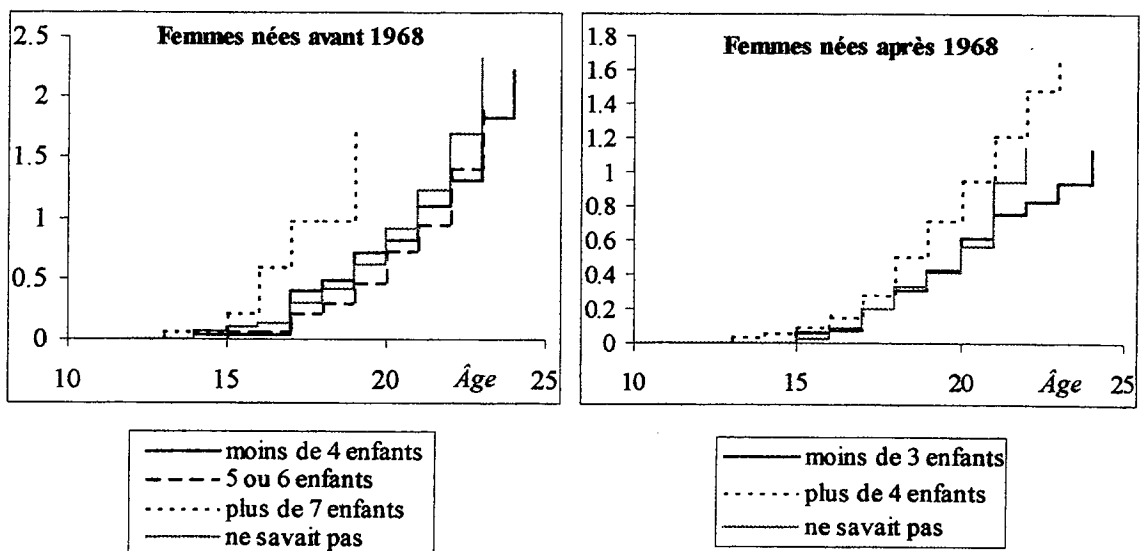 Femmes nées avant 1968
2.5
2
1.5
1
0.5
0
10 15 20 Âge 25
moins de 4 enfants
5 ou 6 enfants
plus de 7 enfants
ne savait pas
Femmes nées après 1968
1.8
1.6
1.4
1.2
1
0.8
0.6
0.4
0.2
0
10 15 20 Âge 25
moins de 3 enfants
plus de 4 enfants
ne savait pas